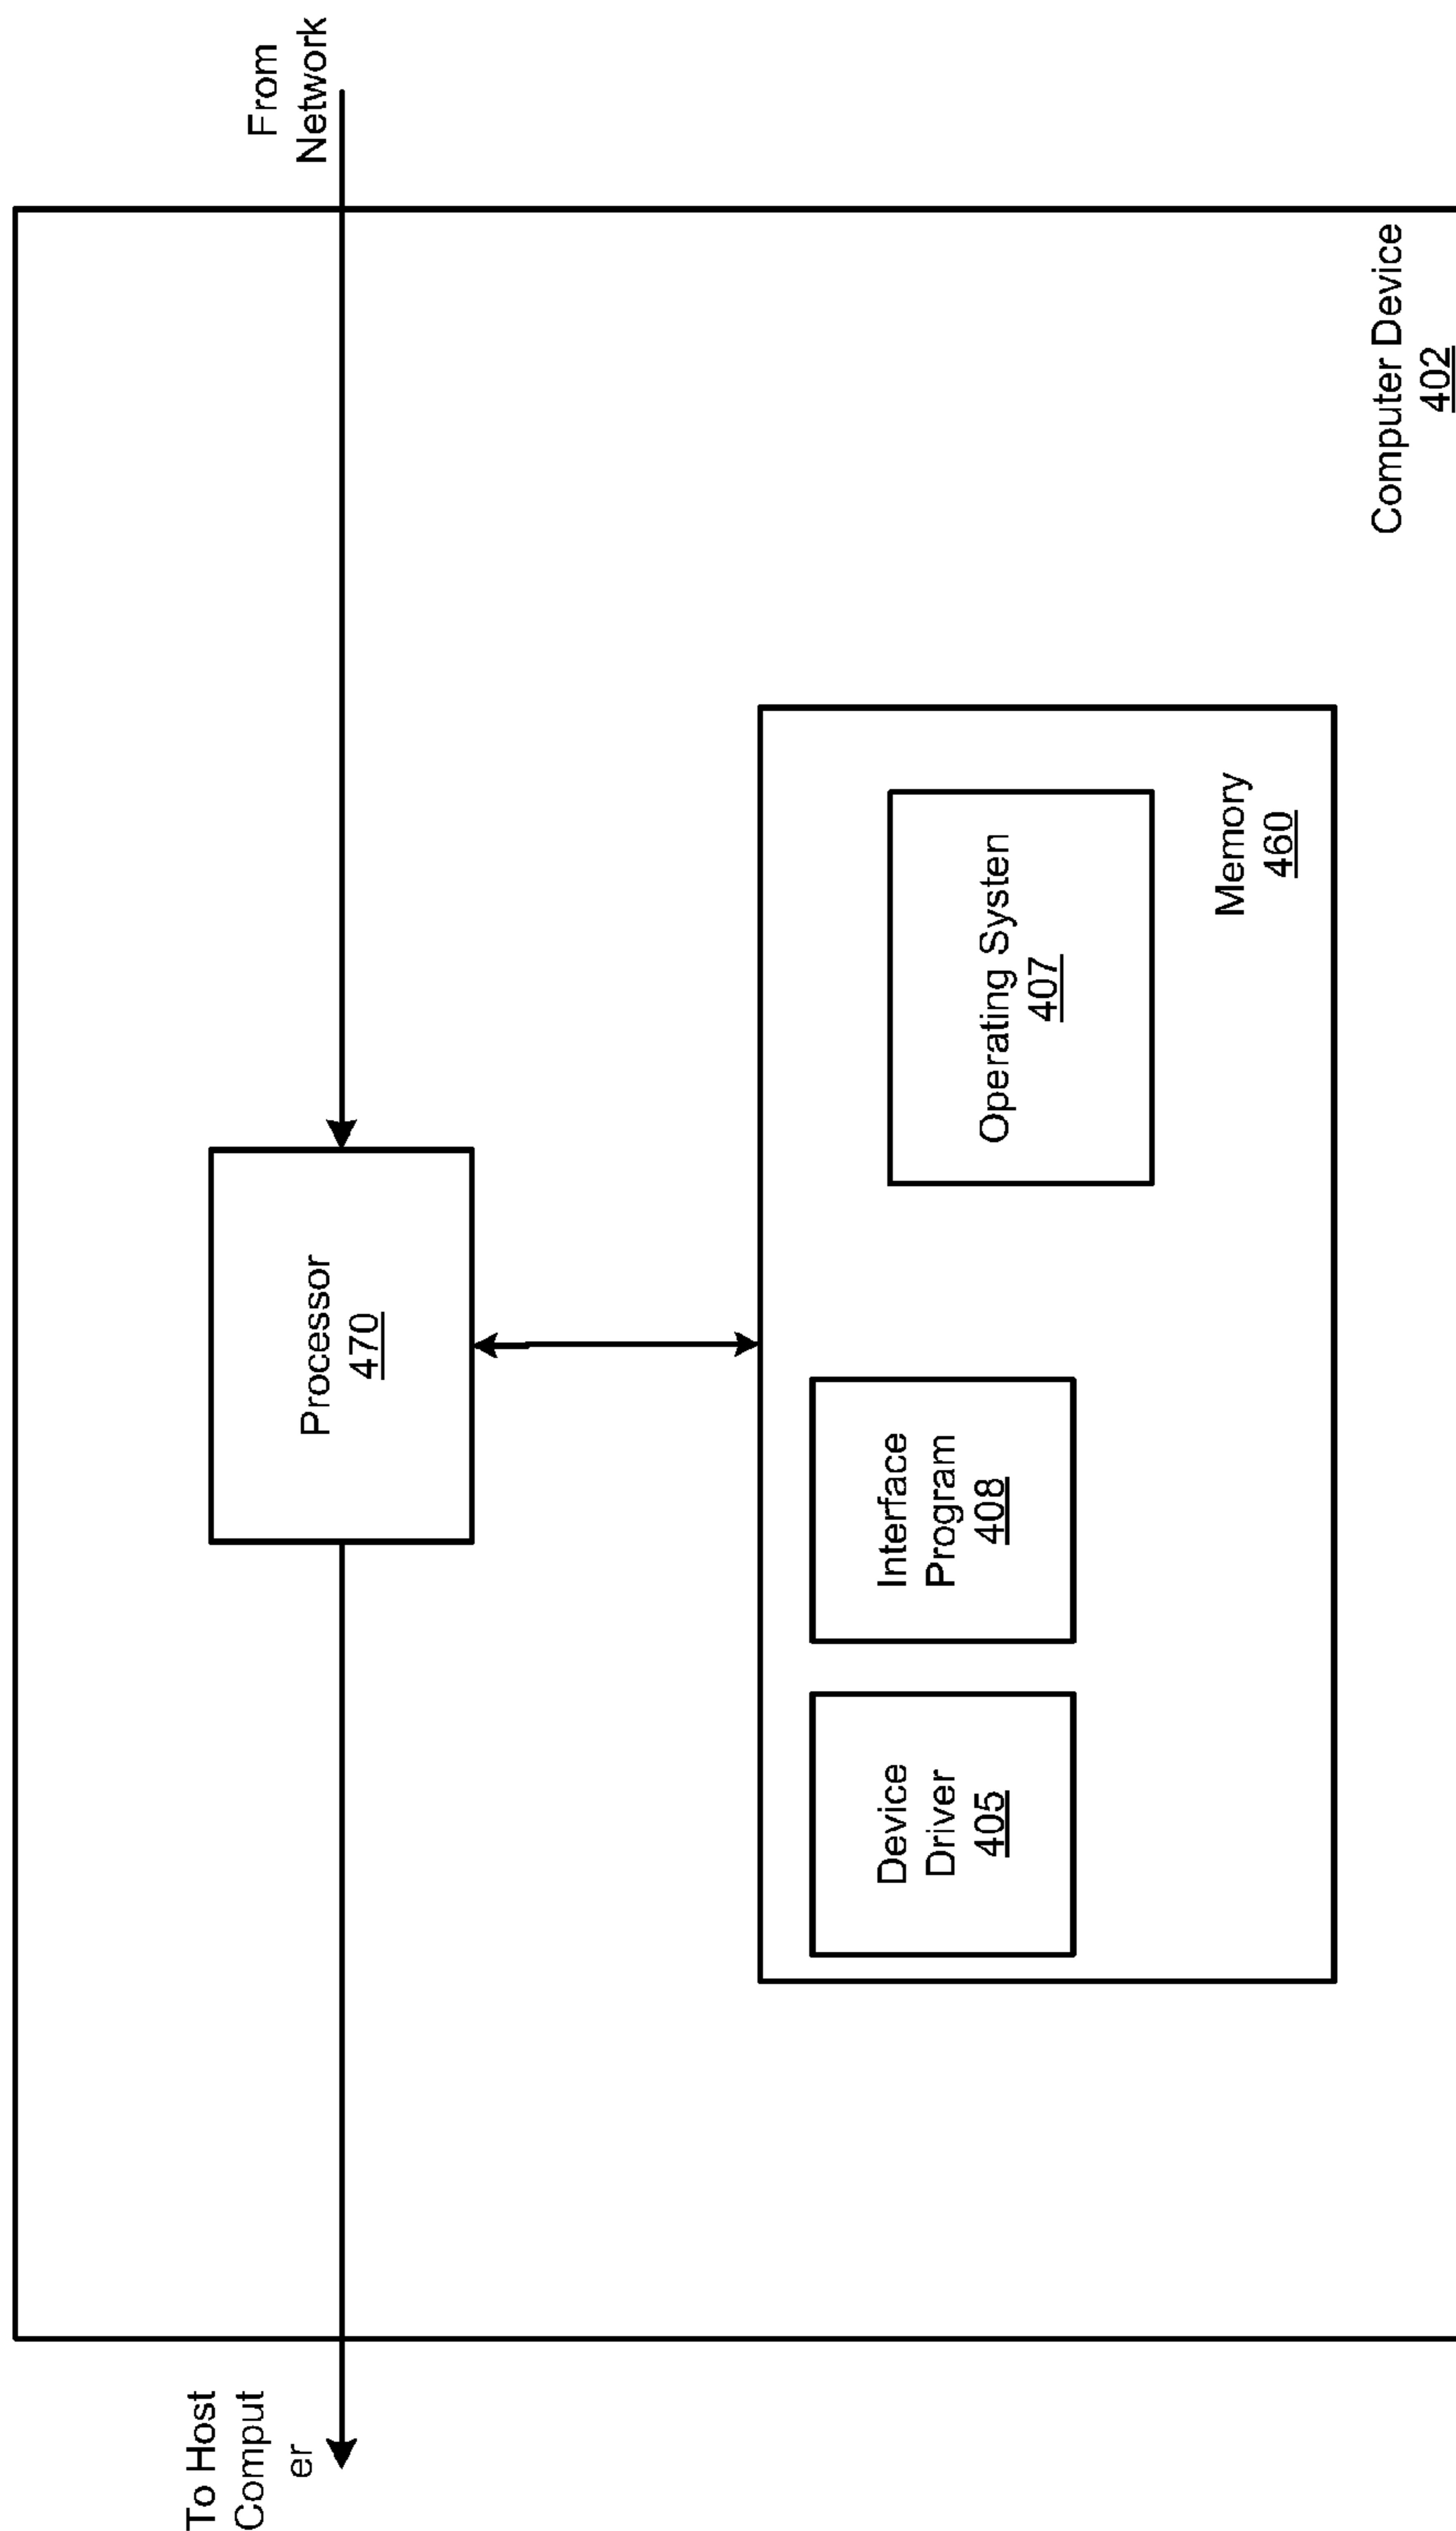 To Host
Comput
er
From
Network
Processor
470
Device
Driver
405
Interface
Program
408
Operating Systen
407
Memory
460
Computer Device
402